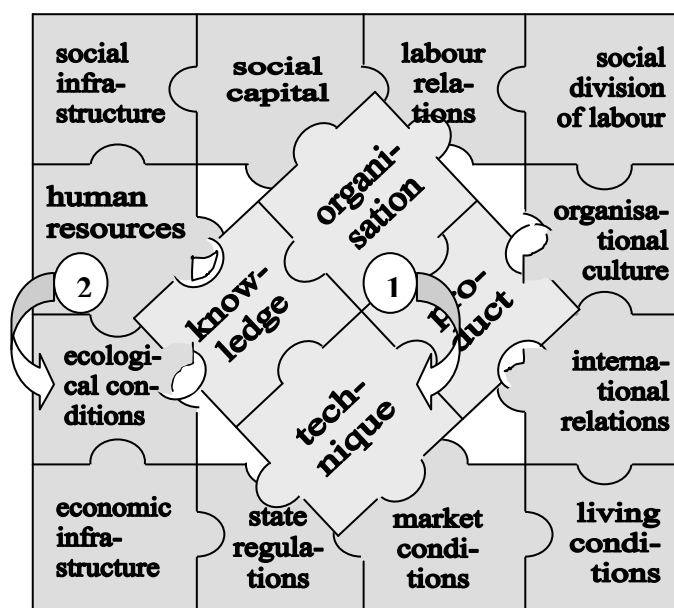 social
infra-
structure
social
capital
labour
rela-
tions
social
division
of labour
human
resources
organi-
sation
organisa-
tional
culture
2
know-
ledge
1
pro-
duct
ecologi-
cal con-
ditions
tech-
nique
interna-
tional
relations
economic
infra-
structure
state
regula-
tions
market
conditi-
ons
living
condi-
tions